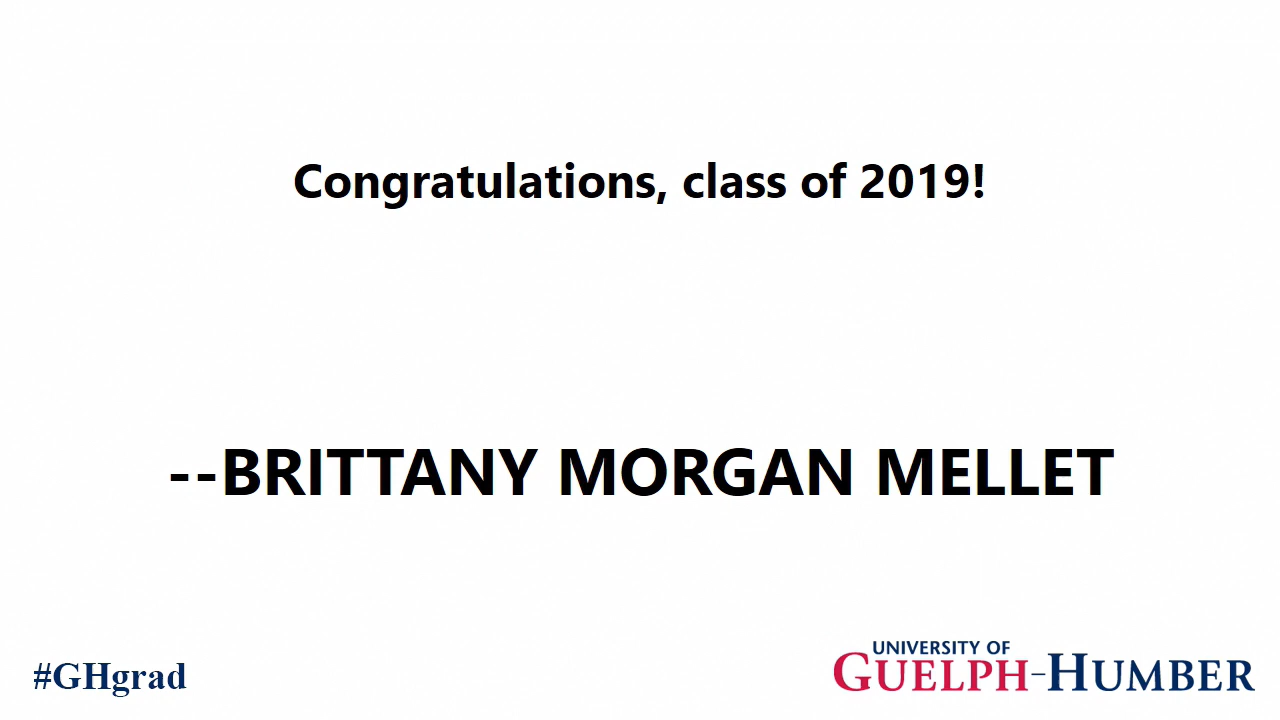 Congratulations, class of 2019!
--BRITTANY MORGAN MELLET
#GHgrad
UNIVERSITY OF
GUELPH-HUMBER